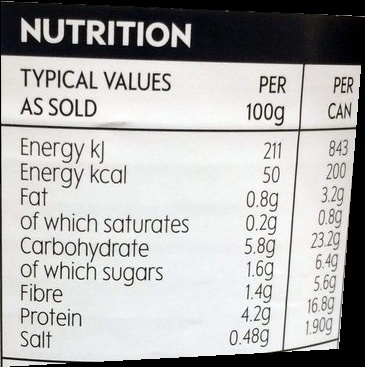 NUTRITION
TYPICAL VALUES PER PER
AS SOLD 100g CAN
Energy kJ 211 843
Energy kcal 50 200
Fat 0.8g 3.2g
of which saturates 0.2g 0.8g
Carbohydrate 5.8g 23.2g
of which sugars 1.6g 6.4g
Fibre 1.4g 5.6g
Protein 4.2g 16.8g
Salt 0.48g 1.90g